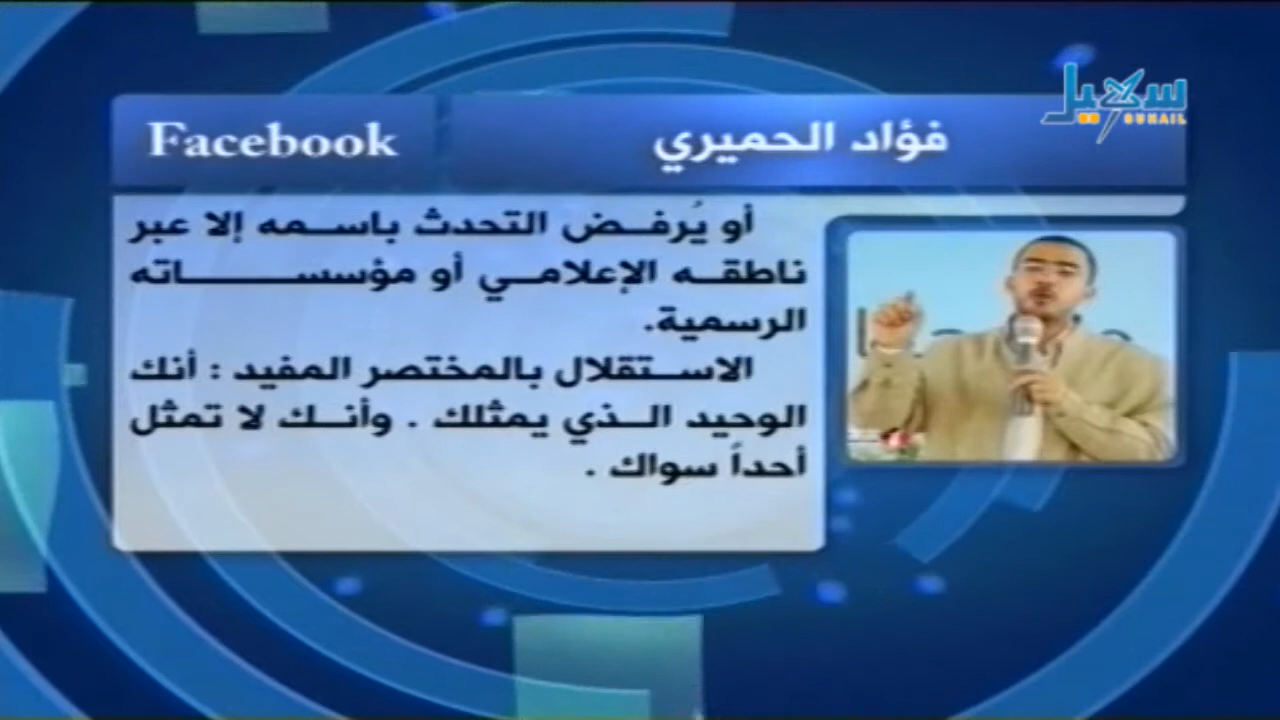 سهيل
SUHAIL
فؤاد الحميري
Facebook
أو يُرفض التحدث باسمه إلا عبر
ناطقه الإعلامي أو مؤسساته
الرسمية.
الاستقلال بالمختصر المفيد : أنك
الوحيد الذي يمثلك . وأنك لا تمثل
أحداً سواك .